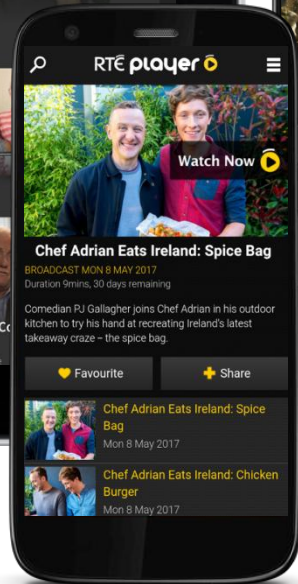 RTÉ player
Watch Now
Chef Adrian Eats Ireland: Spice Bag
BROADCAST MON 8 MAY 2017
Duration 9mins, 30 days remaining
Comedian PJ Gallagher joins Chef Adrian in his outdoor
kitchen to try his hand at recreating Ireland's latest
takeaway craze – the spice bag.
Favourite
Share
Chef Adrian Eats Ireland: Spice
Bag
Mon 8 May 2017
Chef Adrian Eats Ireland: Chicken
Burger
Mon 8 May 2017